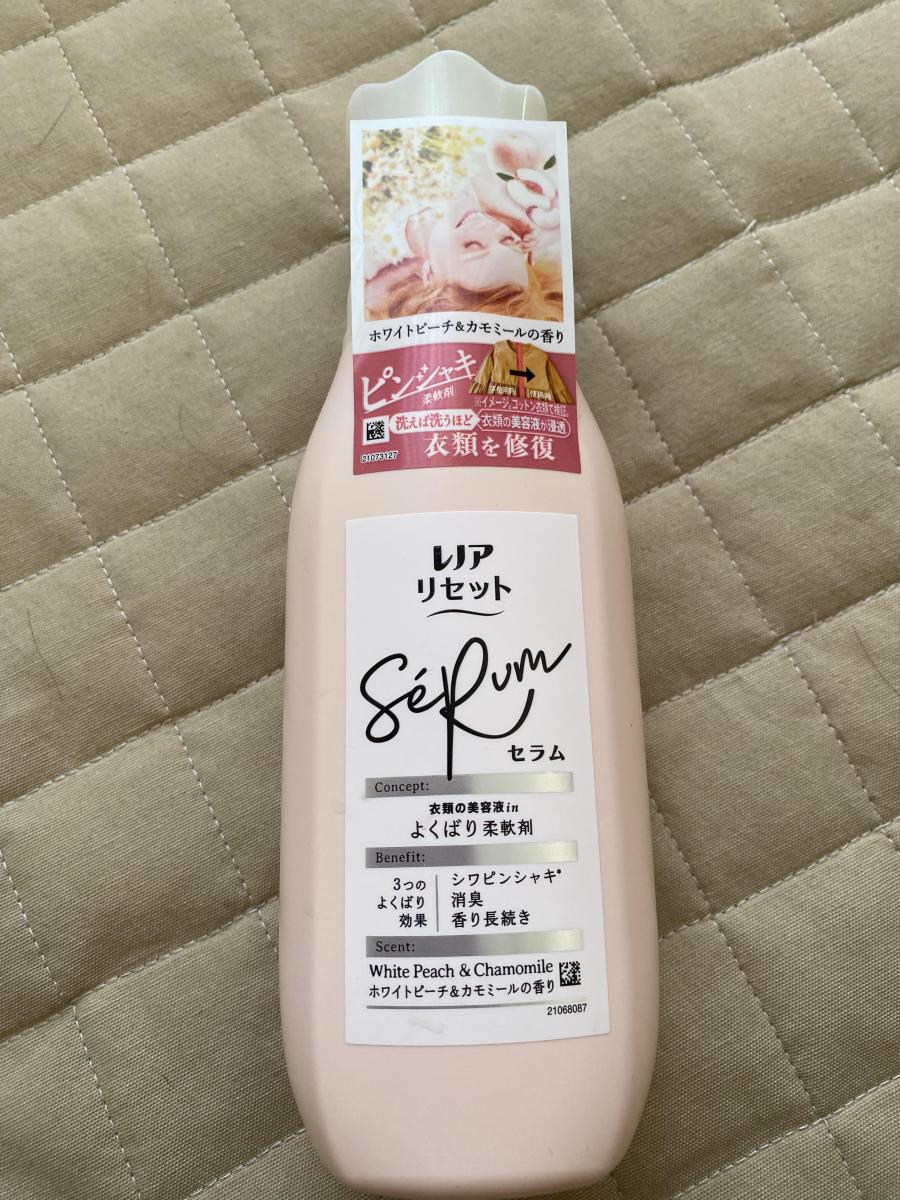 ホワイトピーチ&カモミールの香り
ピンシャキ
柔軟剤
※イメージ。コットン衣類で検証。
洗えば洗うほど 衣類の美容液が浸透
衣類を修復
21073127
レノア
リセット
SéRum
セラム
Concept:
衣類の美容液in
よくばり柔軟剤
Benefit:
3つの
よくばり
効果
シワピンシャキ*
消臭
香り長続き
Scent:
White Peach & Chamomile
ホワイトピーチ&カモミールの香り
21068087